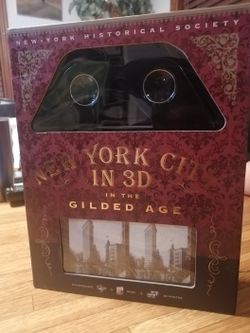 NEW-YORK HISTORICAL SOCIETY
NEW YORK CITY
IN 3D
IN THE
GILDED AGE